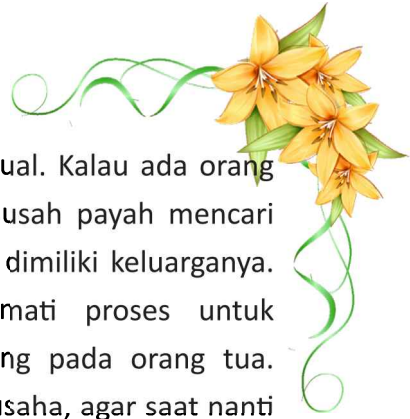 ual. Kalau ada orang
usah payah mencari
dimiliki keluarganya.
mati proses untuk
ng pada orang tua.
saha, agar saat nanti